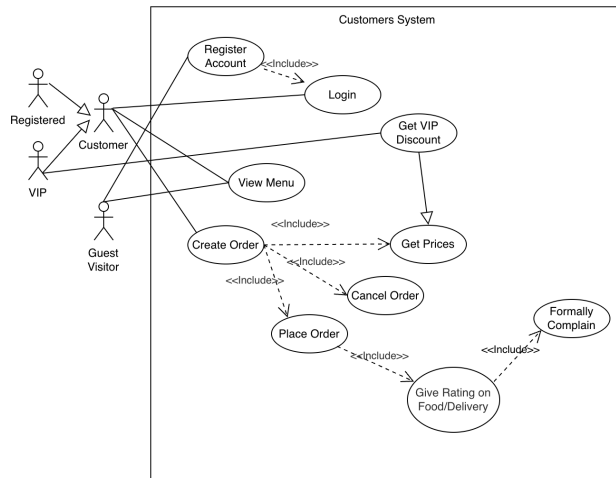 Customers System
Register
Account
<<Include>>
Login
Registered
Customer
Get VIP
Discount
VIP
View Menu
Guest
Visitor
<<Include>>
Create Order
Get Prices
<<Include>>
<<Include>>
Cancel Order
Formally
Complain
Place Order
<<Include>>
<<Include>>
Give Rating on
Food/Delivery